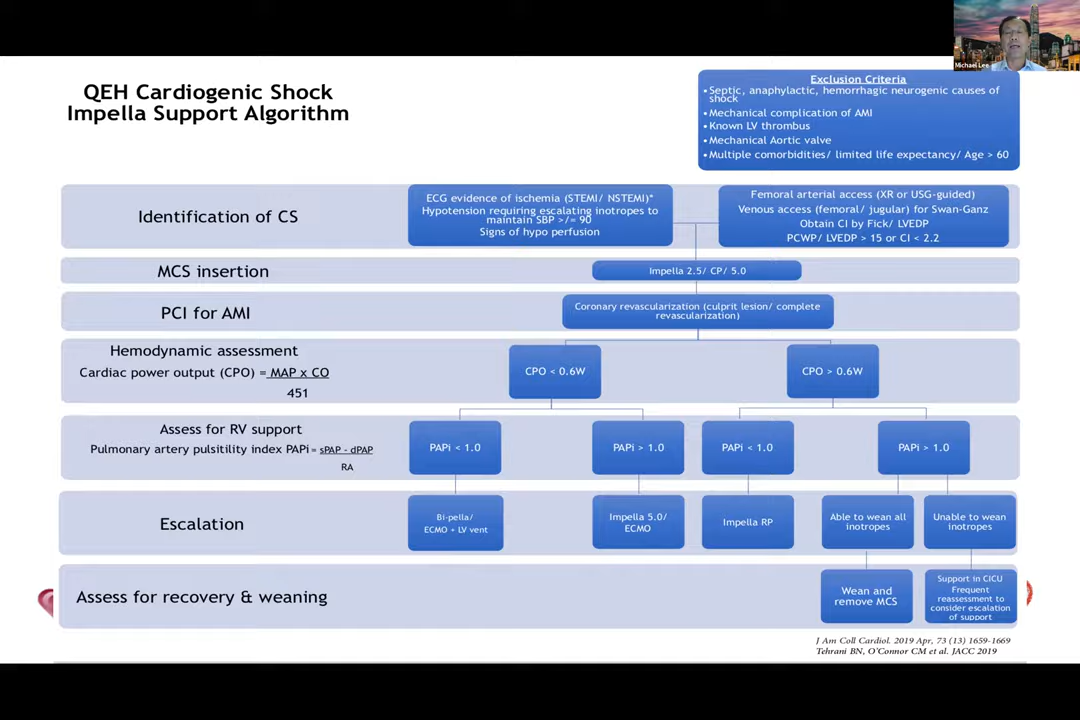 Michael Lee
QEH Cardiogenic Shock
Impella Support Algorithm
Exclusion Criteria
•Septic, anaphylactic, hemorrhagic neurogenic causes of
shock
•Mechanical complication of AMI
•Known LV thrombus
•Mechanical Aortic valve
•Multiple comorbidities/ limited life expectancy/ Age > 60
Identification of CS
ECG evidence of ischemia (STEMI/ NSTEMI)*
Hypotension requiring escalating inotropes to
maintain SBP >/= 90
Signs of hypo perfusion
Femoral arterial access (XR or USG-guided)
Venous access (femoral/ jugular) for Swan-Ganz
Obtain CI by Fick/ LVEDP
PCWP/ LVEDP > 15 or CI < 2.2
MCS insertion
Impella 2.5/ CP/ 5.0
PCI for AMI
Coronary revascularization (culprit lesion/ complete
revascularization)
Hemodynamic assessment
Cardiac power output (CPO) = MAP x CO
451
CPO < 0.6W
CPO > 0.6W
Assess for RV support
Pulmonary artery pulsitility index PAPi = sPAP - dPAP
RA
PAPi < 1.0
PAPi > 1.0
PAPi < 1.0
PAPi > 1.0
Escalation
Bi-pella/
ECMO + LV vent
Impella 5.0/
ECMO
Impella RP
Able to wean all
inotropes
Unable to wean
inotropes
Assess for recovery & weaning
Wean and
remove MCS
Support in CICU
Frequent
reassessment to
consider escalation
of support
J Am Coll Cardiol. 2019 Apr, 73 (13) 1659-1669
Tehrani BN, O'Connor CM et al. JACC 2019